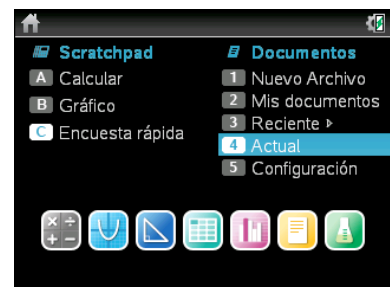 Scratchpad
A Calcular
B Gráfico
C Encuesta rápida
Documentos
1 Nuevo Archivo
2 Mis documentos
3 Reciente ▹
4 Actual
5 Configuración